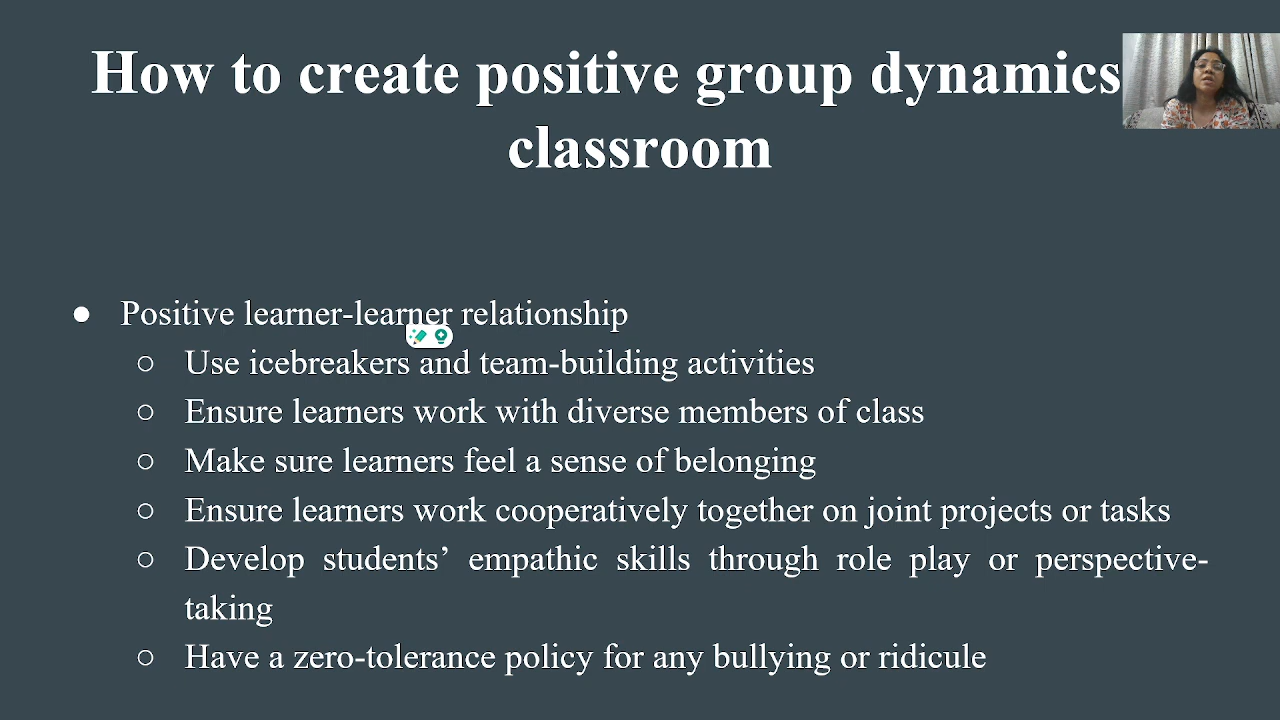 How to create positive group dynamics
classroom
● Positive learner-learner relationship
○ Use icebreakers and team-building activities
○ Ensure learners work with diverse members of class
○ Make sure learners feel a sense of belonging
○ Ensure learners work cooperatively together on joint projects or tasks
○ Develop students’ empathic skills through role play or perspective-
taking
○ Have a zero-tolerance policy for any bullying or ridicule